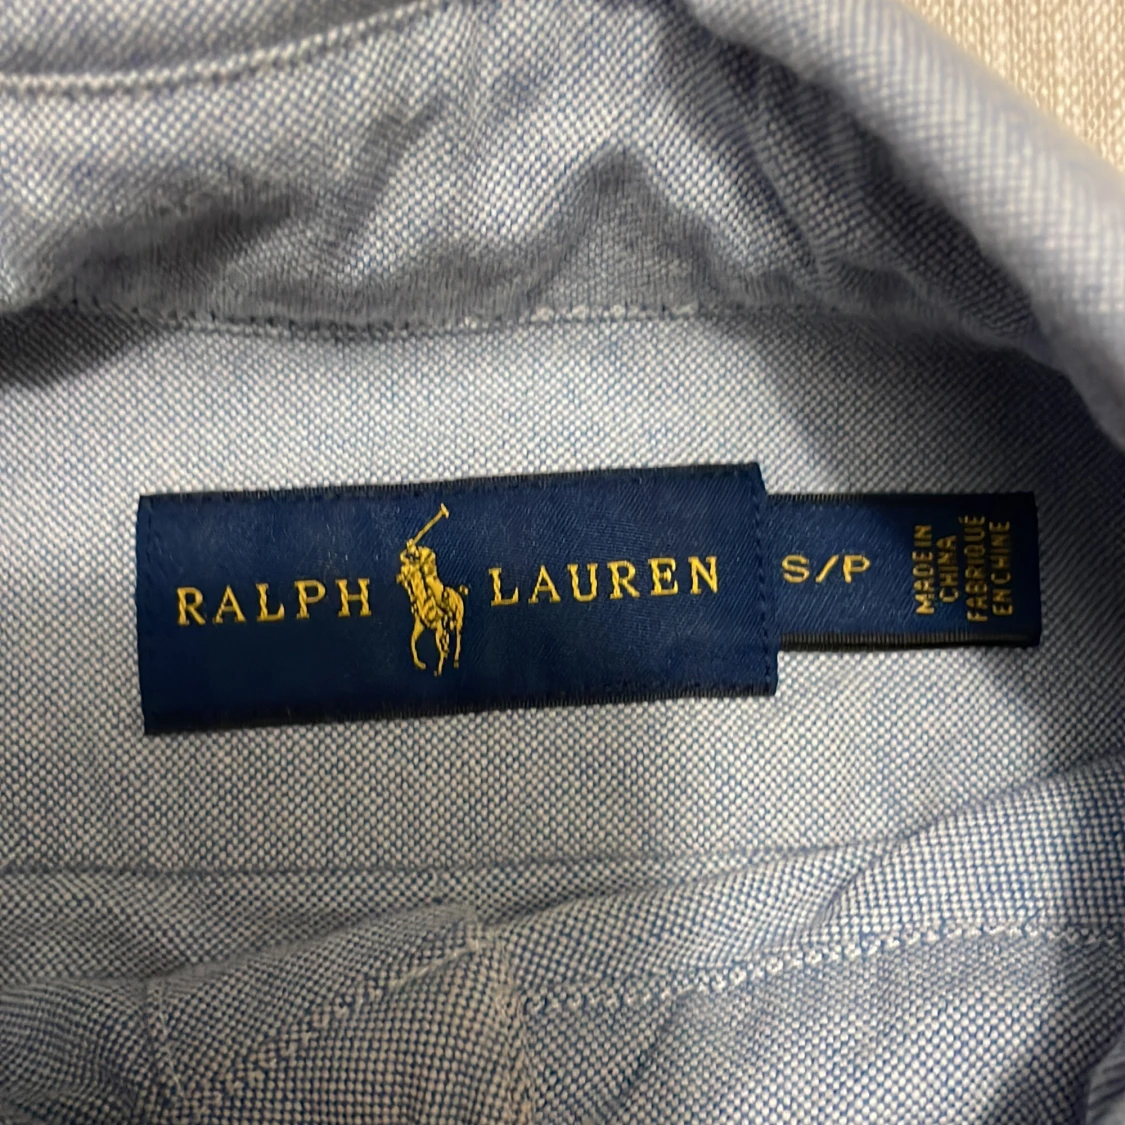 RALPH LAUREN
S/P
MADE IN
CHINA
FABRIQUÉ
EN CHINE